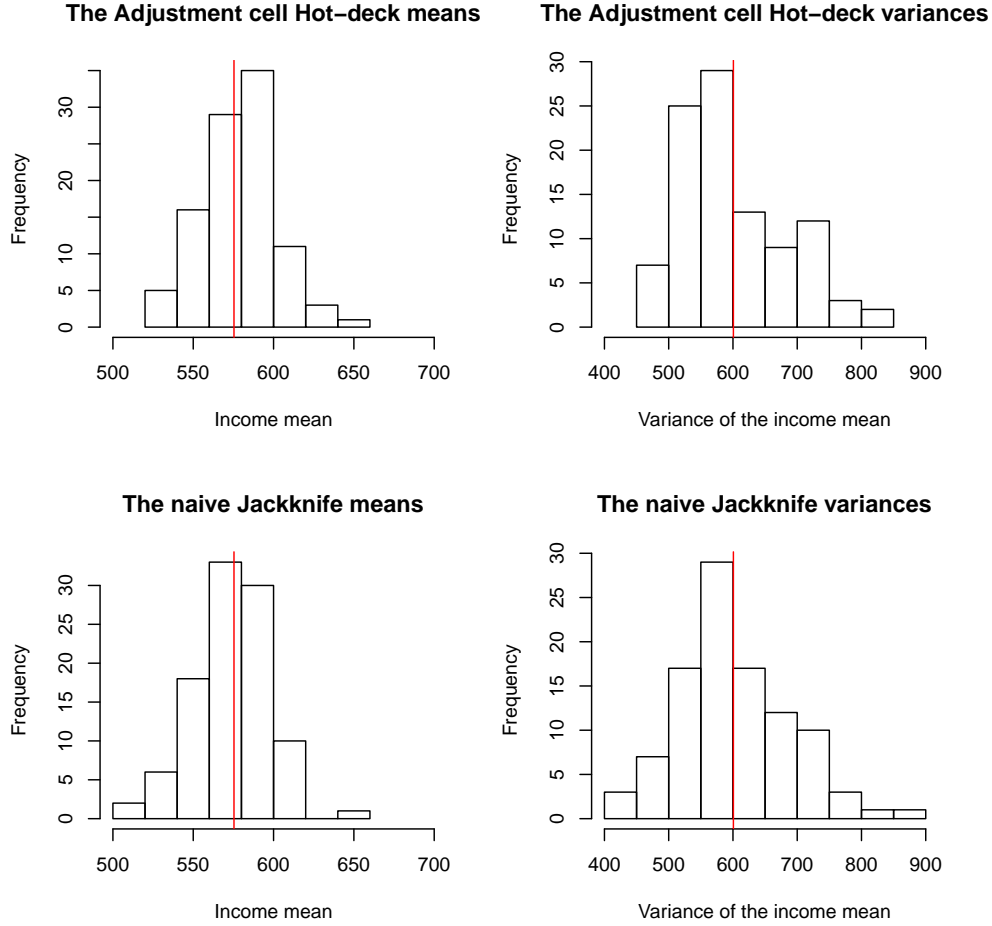 The Adjustment cell Hot−deck means
Frequency
0 5 10 20 30
500 550 600 650 700
Income mean
The Adjustment cell Hot−deck variances
Frequency
0 5 10 15 20 25 30
400 500 600 700 800 900
Variance of the income mean
The naive Jackknife means
Frequency
0 5 10 15 20 25 30
500 550 600 650 700
Income mean
The naive Jackknife variances
Frequency
0 5 10 15 20 25 30
400 500 600 700 800 900
Variance of the income mean